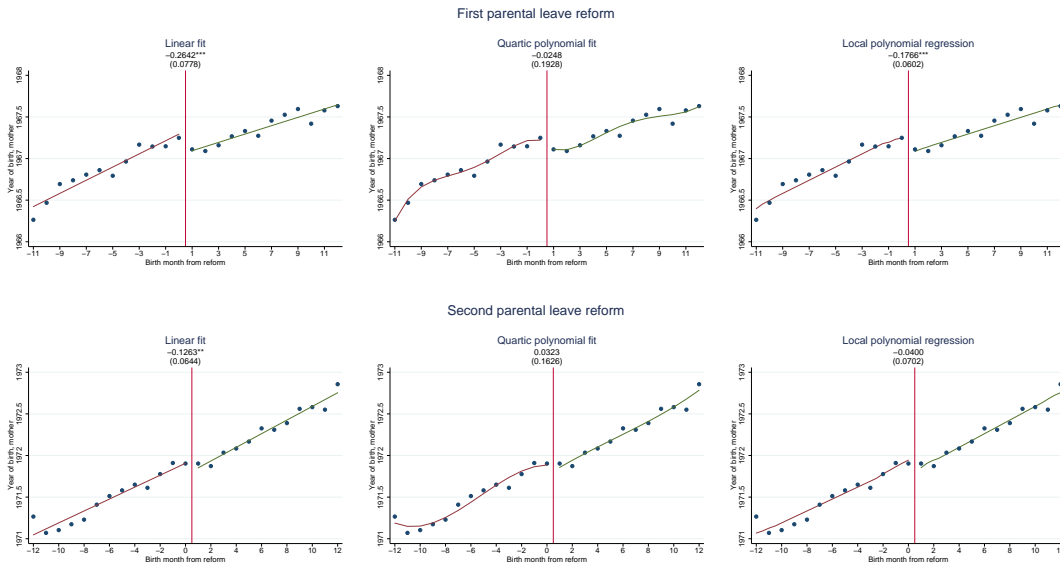 First parental leave reform
Linear fit
−0.2642***
(0.0778)
Year of birth, mother
1968
1967.5
1967
1966.5
1966
−11 −9 −7 −5 −3 −1 1 3 5 7 9 11
Birth month from reform
Quartic polynomial fit
−0.0248
(0.1928)
Year of birth, mother
1968
1967.5
1967
1966.5
1966
−11 −9 −7 −5 −3 −1 1 3 5 7 9 11
Birth month from reform
Local polynomial regression
−0.1766***
(0.0602)
Year of birth, mother
1968
1967.5
1967
1966.5
1966
−11 −9 −7 −5 −3 −1 1 3 5 7 9 11
Birth month from reform
Second parental leave reform
Linear fit
−0.1263**
(0.0644)
Year of birth, mother
1973
1972.5
1972
1971.5
1971
−12 −10 −8 −6 −4 −2 0 2 4 6 8 10 12
Birth month from reform
Quartic polynomial fit
0.0323
(0.1626)
Year of birth, mother
1973
1972.5
1972
1971.5
1971
−12 −10 −8 −6 −4 −2 0 2 4 6 8 10 12
Birth month from reform
Local polynomial regression
−0.0400
(0.0702)
Year of birth, mother
1973
1972.5
1972
1971.5
1971
−12 −10 −8 −6 −4 −2 0 2 4 6 8 10 12
Birth month from reform